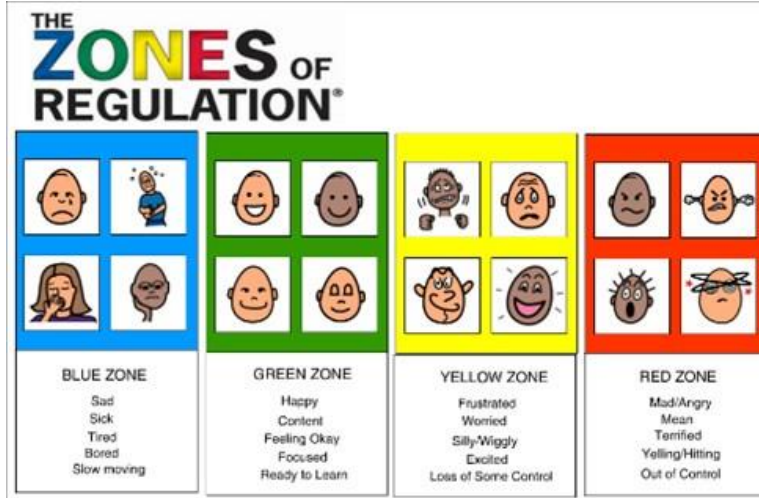 THE
ZONES OF
REGULATION®
BLUE ZONE
Sad
Sick
Tired
Bored
Slow moving
GREEN ZONE
Happy
Content
Feeling Okay
Focused
Ready to Learn
YELLOW ZONE
Frustrated
Worried
Silly/Wiggly
Excited
Loss of Some Control
RED ZONE
Mad/Angry
Mean
Terrified
Yelling/Hitting
Out of Control